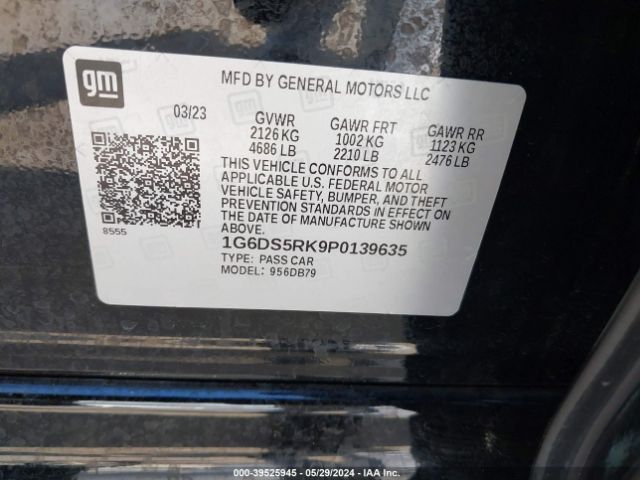 gm
MFD BY GENERAL MOTORS LLC
03/23
GVWR
2126 KG
4686 LB
GAWR FRT
1002 KG
2210 LB
GAWR RR
1123 KG
2476 LB
THIS VEHICLE CONFORMS TO ALL
APPLICABLE U.S. FEDERAL MOTOR
VEHICLE SAFETY, BUMPER, AND THEFT
PREVENTION STANDARDS IN EFFECT ON
THE DATE OF MANUFACTURE SHOWN
ABOVE.
8555
1G6DS5RK9P0139635
TYPE: PASS CAR
MODEL: 956DB79
000-39525945 - 05/29/2024 - IAA Inc.